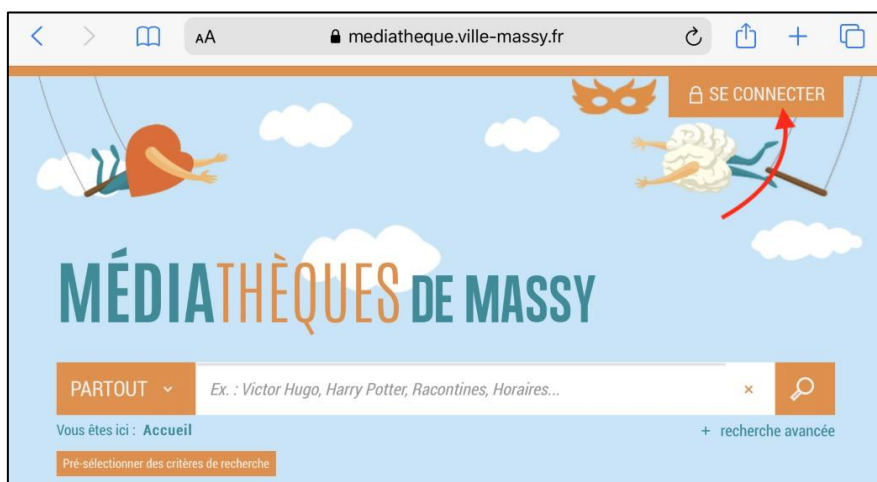 AA mediatheque.ville-massy.fr
SE CONNECTER
MÉDIATHÈQUES DE MASSY
PARTOUT Ex. : Victor Hugo, Harry Potter, Racontines, Horaires...
Vous êtes ici : Accueil + recherche avancée
Pré-sélectionner des critères de recherche